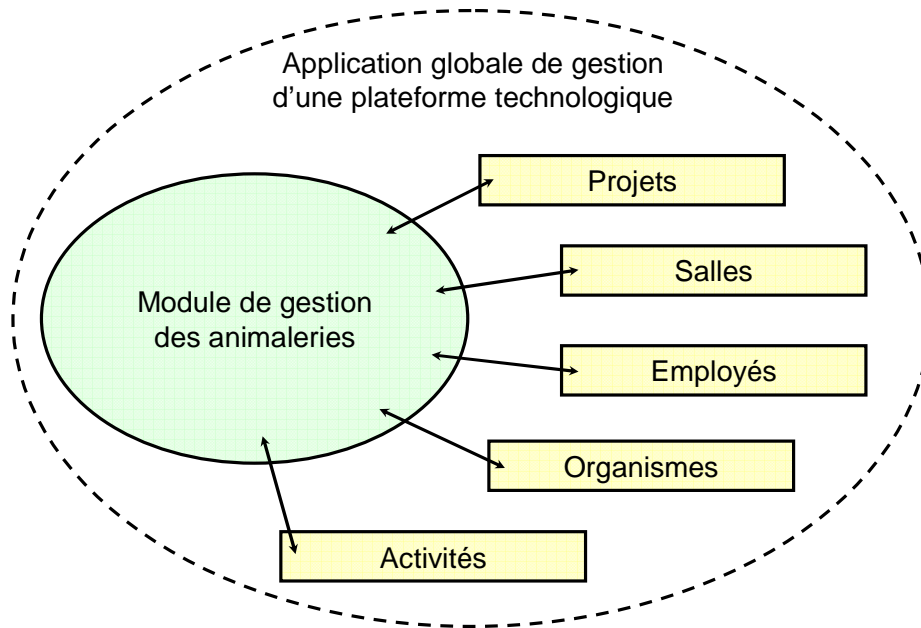 Application globale de gestion
d’une plateforme technologique
Projets
Salles
Module de gestion
des animaleries
Employés
Organismes
Activités